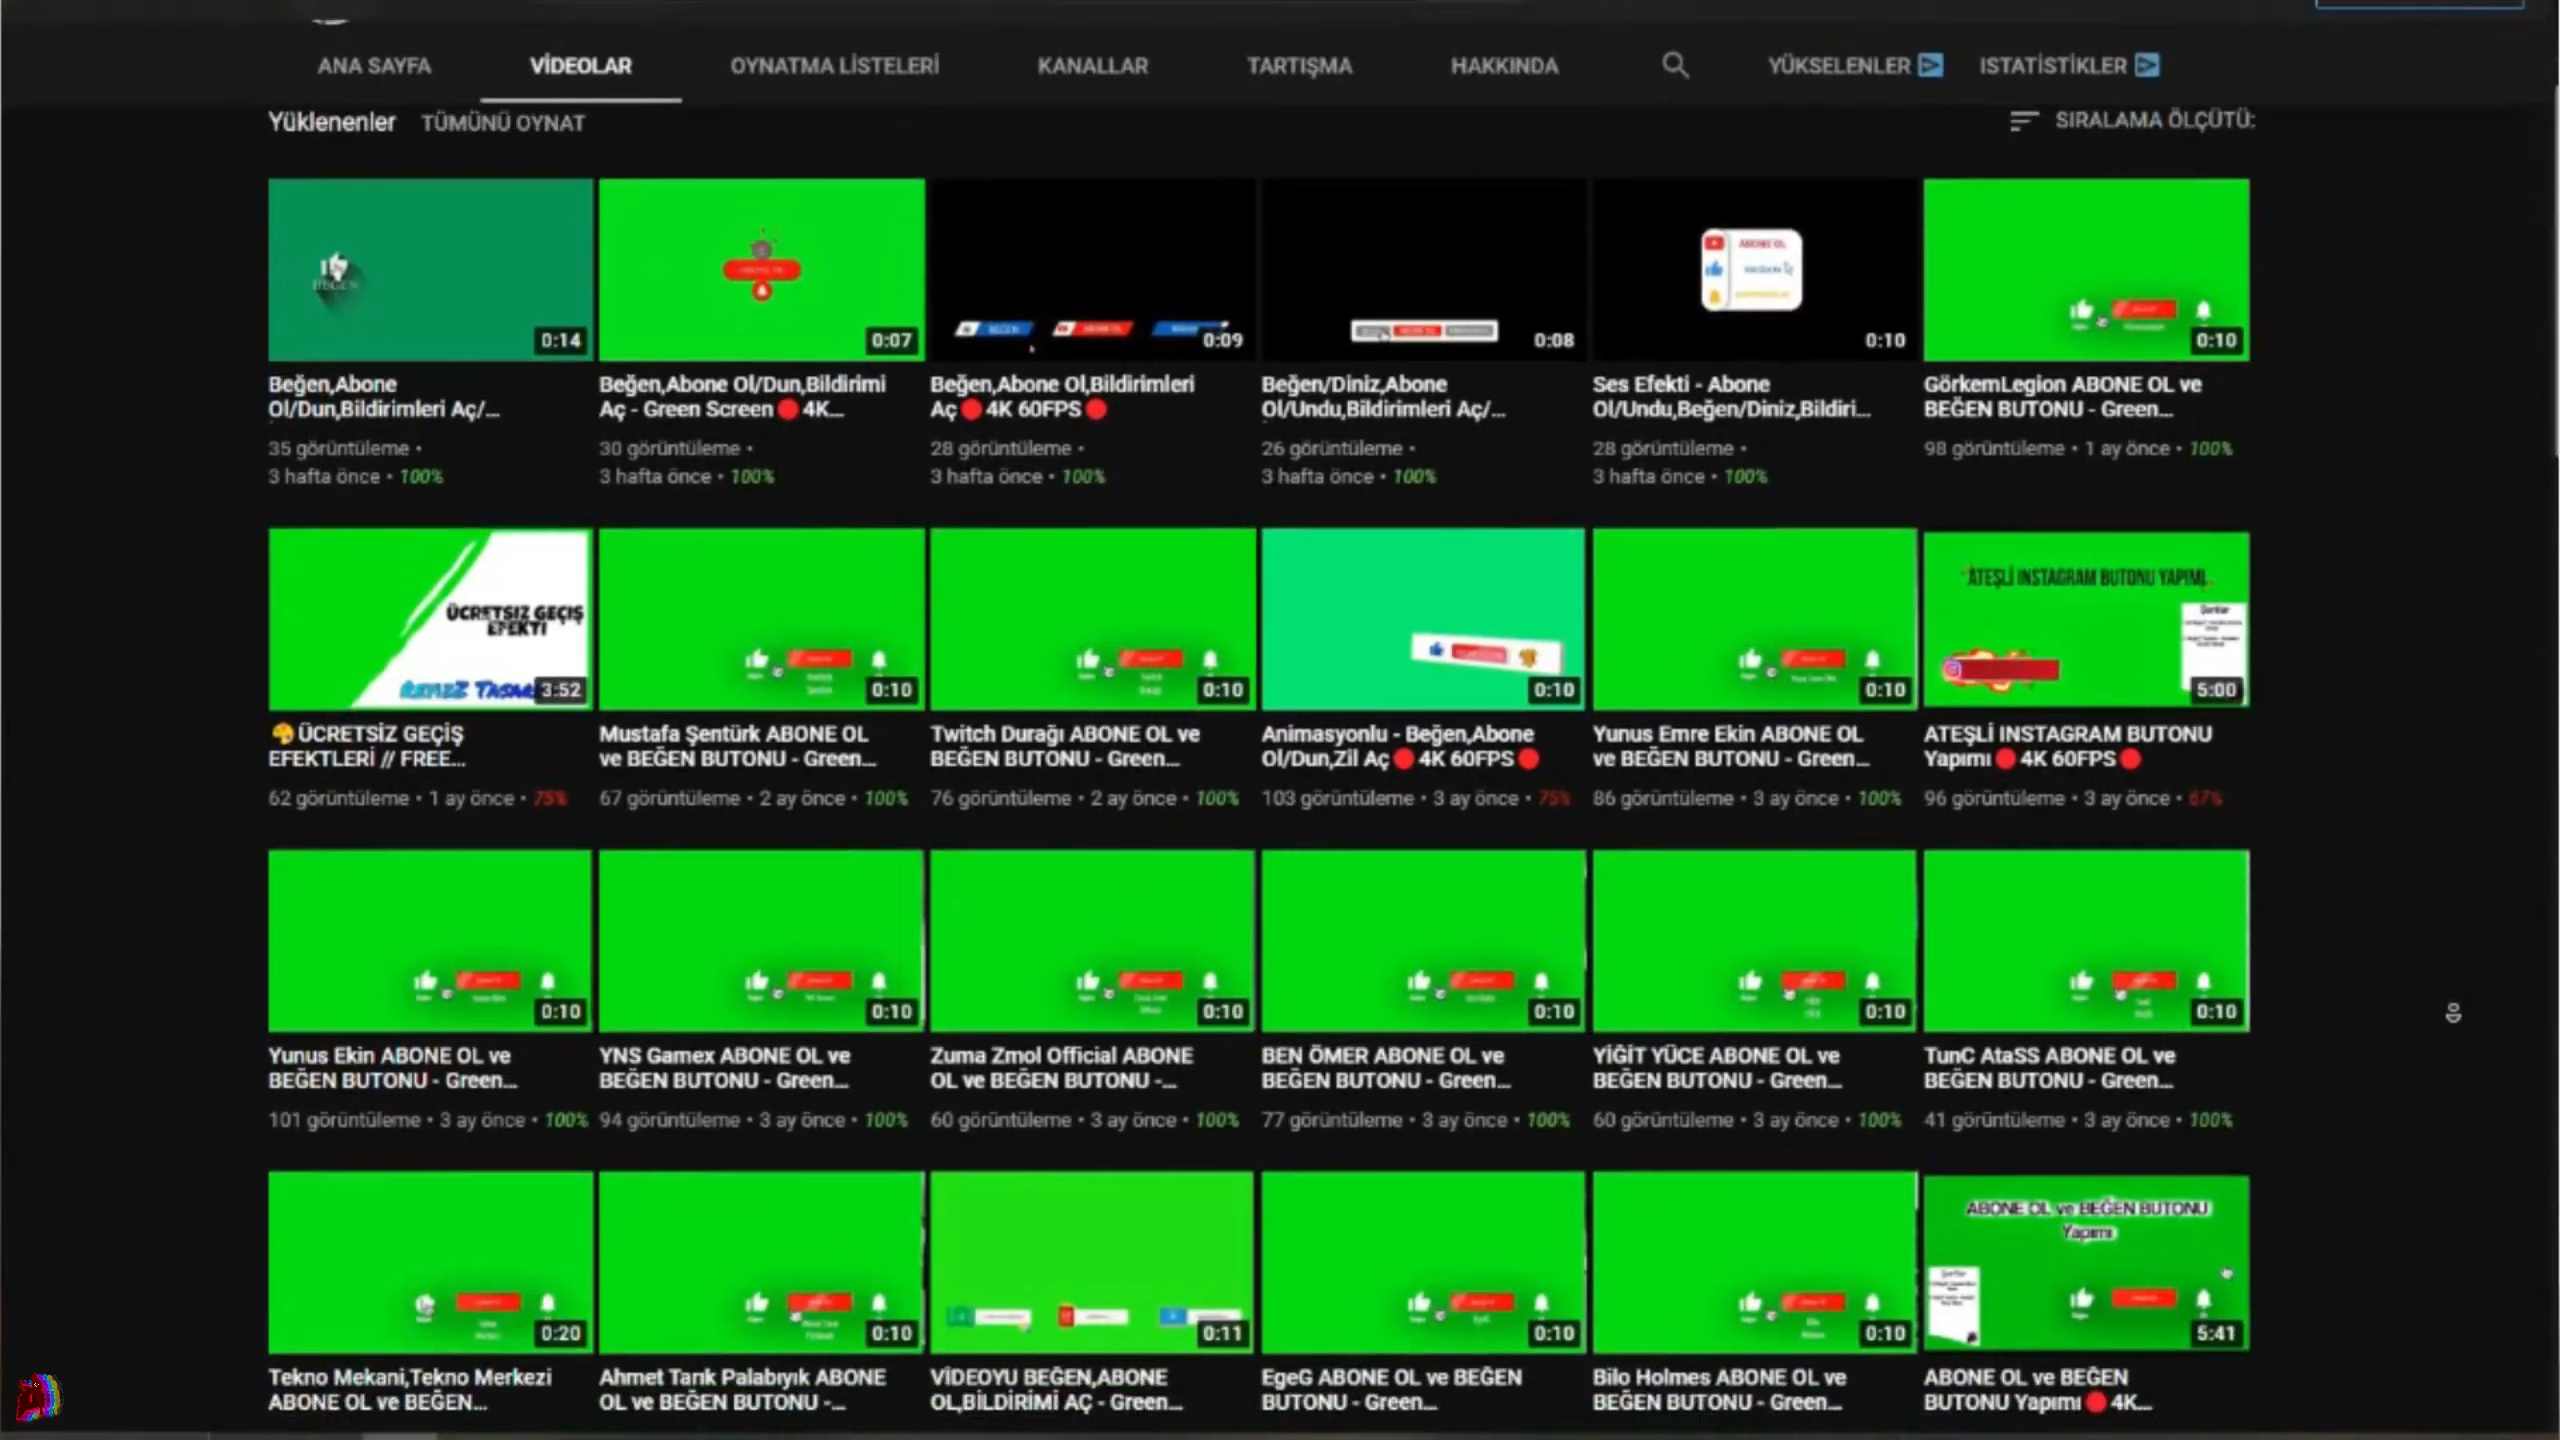 ANA SAYFA
VİDEOLAR
OYNATMA LİSTELERİ
KANALLAR
TARTIŞMA
HAKKINDA
YÜKSELENLER
ISTATİSTİKLER
Yüklenenler TÜMÜNÜ OYNAT
SIRALAMA ÖLÇÜTÜ:
BEĞEN
0:14
0:07
BEĞEN
ABONE OL
0:09
0:08
ABONE OL
0:10
0:10
Beğen,Abone
Ol/Dun,Bildirimleri Aç/...
35 görüntüleme •
3 hafta önce • 100%
Beğen,Abone Ol/Dun,Bildirimi
Aç - Green Screen🔴4K...
30 görüntüleme •
3 hafta önce • 100%
Beğen,Abone Ol,Bildirimleri
Aç🔴4K 60FPS🔴
28 görüntüleme •
3 hafta önce • 100%
Beğen/Diniz,Abone
Ol/Undu,Bildirimleri Aç/...
26 görüntüleme •
3 hafta önce • 100%
Ses Efekti - Abone
Ol/Undu,Beğen/Diniz,Bildiri...
28 görüntüleme •
3 hafta önce • 100%
GörkemLegion ABONE OL ve
BEĞEN BUTONU - Green...
98 görüntüleme • 1 ay önce • 100%
ÜCRETSIZ GEÇIŞ
EFEKTI
3:52
0:10
0:10
0:10
0:10
ATEŞLİ INSTAGRAM BUTONU YAPIMI
Şartlar
5:00
ÜCRETSİZ GEÇİŞ
EFEKTLERİ // FREE...
62 görüntüleme • 1 ay önce • 75%
Mustafa Şentürk ABONE OL
ve BEĞEN BUTONU - Green...
67 görüntüleme • 2 ay önce • 100%
Twitch Durağı ABONE OL ve
BEĞEN BUTONU - Green...
76 görüntüleme • 2 ay önce • 100%
Animasyonlu - Beğen,Abone
Ol/Dun,Zil Aç🔴4K 60FPS🔴
103 görüntüleme • 3 ay önce • 75%
Yunus Emre Ekin ABONE OL
ve BEĞEN BUTONU - Green...
86 görüntüleme • 3 ay önce • 100%
ATEŞLİ INSTAGRAM BUTONU
Yapımı🔴4K 60FPS🔴
96 görüntüleme • 3 ay önce • 67%
0:10
0:10
0:10
0:10
0:10
0:10
Yunus Ekin ABONE OL ve
BEĞEN BUTONU - Green...
101 görüntüleme • 3 ay önce • 100%
YNS Gamex ABONE OL ve
BEĞEN BUTONU - Green...
94 görüntüleme • 3 ay önce • 100%
Zuma Zmol Official ABONE
OL ve BEĞEN BUTONU -...
60 görüntüleme • 3 ay önce • 100%
BEN ÖMER ABONE OL ve
BEĞEN BUTONU - Green...
77 görüntüleme • 3 ay önce • 100%
YİĞİT YÜCE ABONE OL ve
BEĞEN BUTONU - Green...
60 görüntüleme • 3 ay önce • 100%
TunC AtaSS ABONE OL ve
BEĞEN BUTONU - Green...
41 görüntüleme • 3 ay önce • 100%
0:20
0:10
0:11
0:10
0:10
ABONE OL ve BEĞEN BUTONU
Yapımı
5:41
Tekno Mekani,Tekno Merkezi
ABONE OL ve BEĞEN...
Ahmet Tarık Palabıyık ABONE
OL ve BEĞEN BUTONU -...
VİDEOYU BEĞEN,ABONE
OL,BİLDİRİMİ AÇ - Green...
EgeG ABONE OL ve BEĞEN
BUTONU - Green...
Bilo Holmes ABONE OL ve
BEĞEN BUTONU - Green...
ABONE OL ve BEĞEN
BUTONU Yapımı🔴4K...